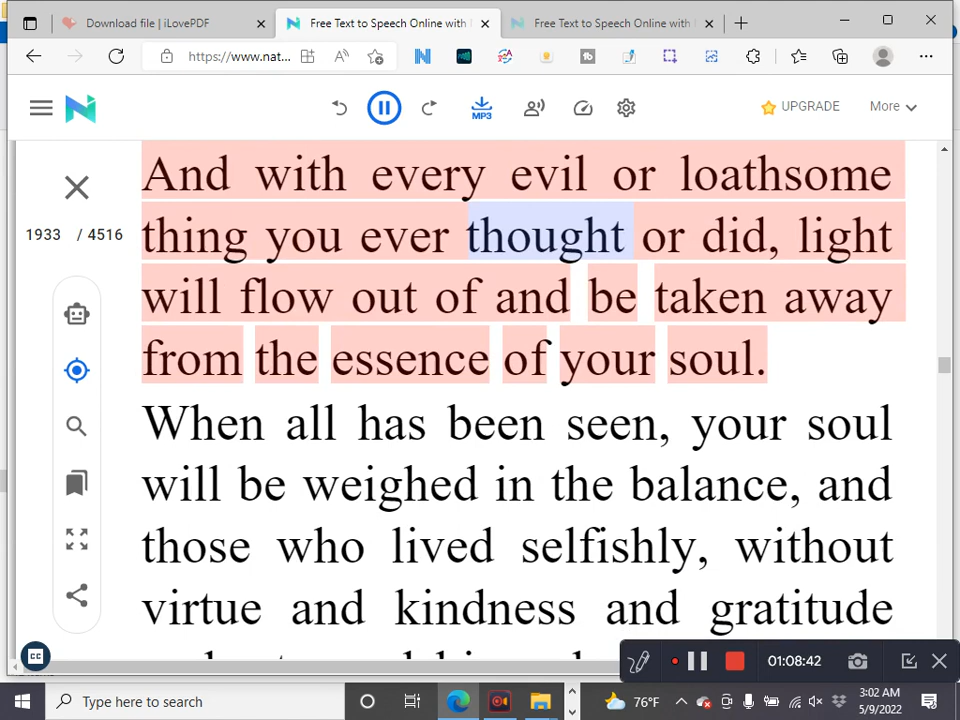 Download file | iLovePDF
Free Text to Speech Online with
Free Text to Speech Online with
https://www.nat...
MP3
UPGRADE
More
1933 / 4516
And with every evil or loathsome
thing you ever thought or did, light
will flow out of and be taken away
from the essence of your soul.
When all has been seen, your soul
will be weighed in the balance, and
those who lived selfishly, without
virtue and kindness and gratitude
CC
01:08:42
Type here to search
76°F
3:02 AM
5/9/2022